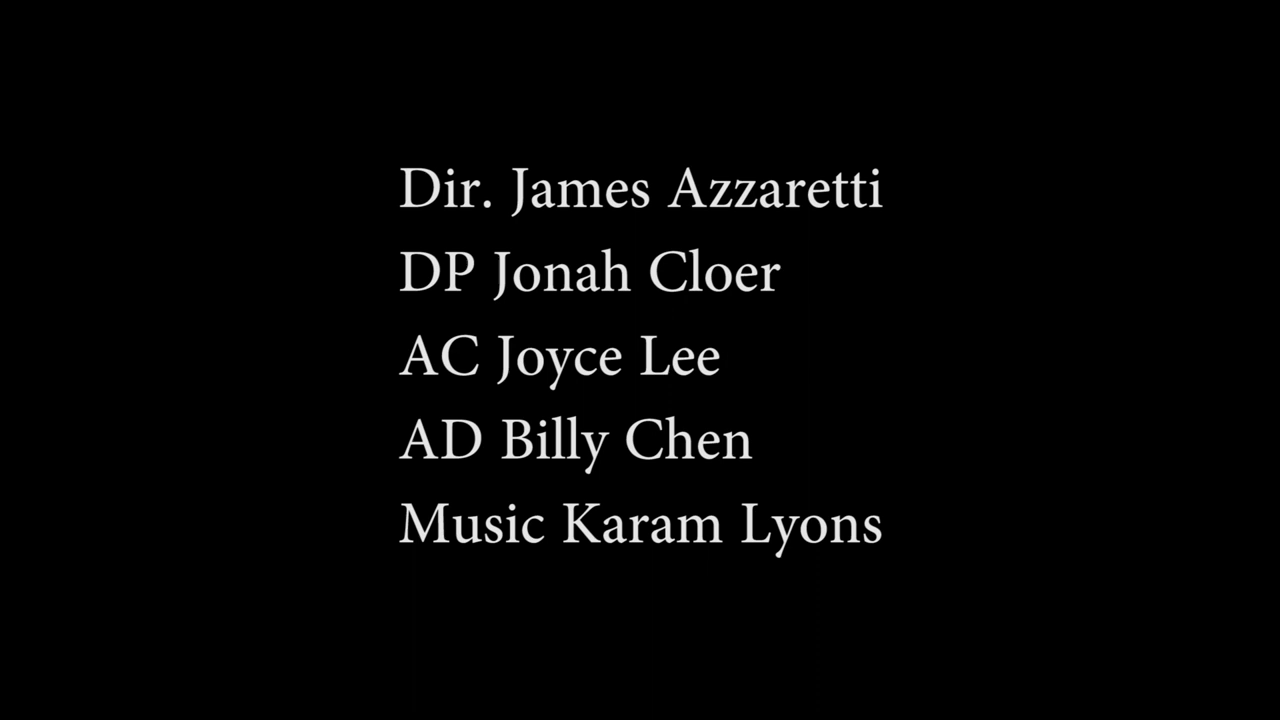 Dir. James Azzaretti
DP Jonah Cloer
AC Joyce Lee
AD Billy Chen
Music Karam Lyons